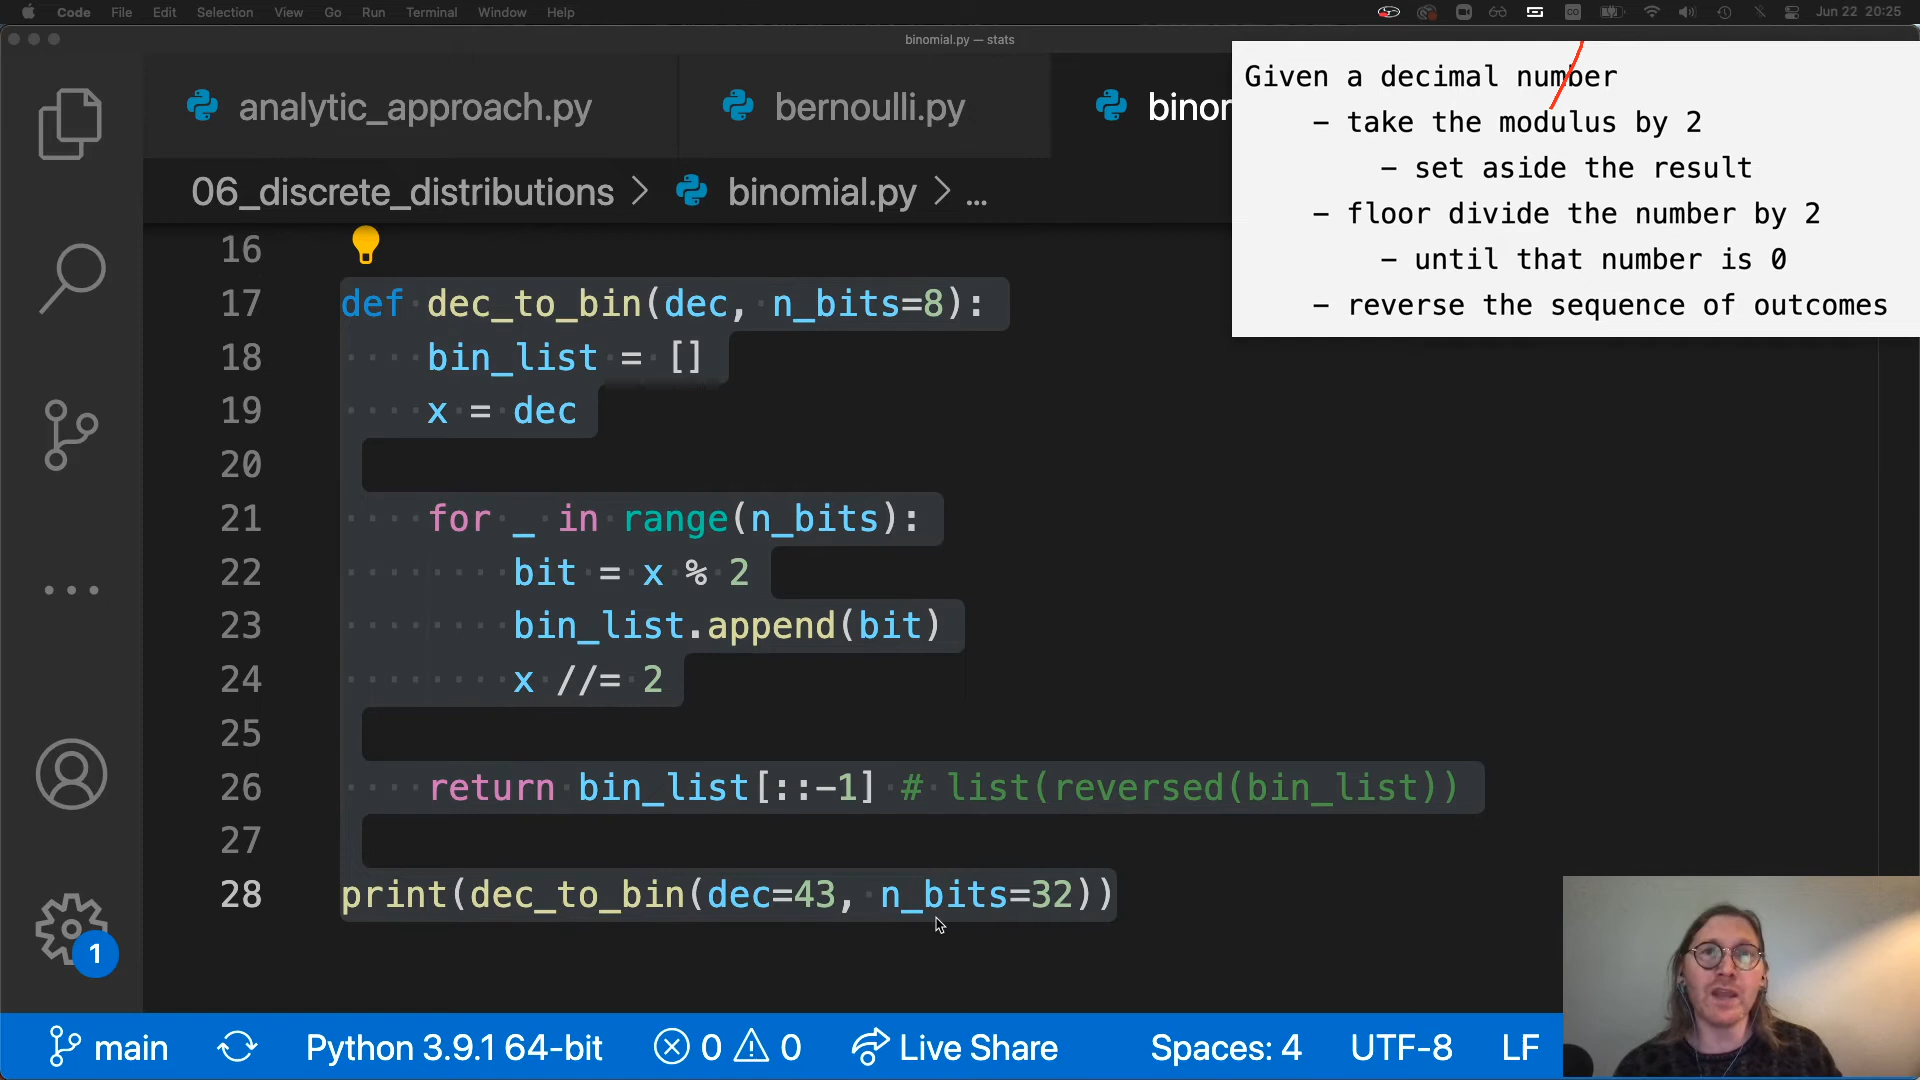 Code File Edit Selection View Go Run Terminal Window Help Jun 22 20:25
binomial.py — stats
analytic_approach.py bernoulli.py binor
06_discrete_distributions > binomial.py > ...
Given a decimal number
- take the modulus by 2
- set aside the result
- floor divide the number by 2
- until that number is 0
- reverse the sequence of outcomes
16
17 def dec_to_bin(dec, n_bits=8):
18 bin_list = []
19 x = dec
20
21 for _ in range(n_bits):
22 bit = x % 2
23 bin_list.append(bit)
24 x //= 2
25
26 return bin_list[::-1] # list(reversed(bin_list))
27
28 print(dec_to_bin(dec=43, n_bits=32))
1
main Python 3.9.1 64-bit 0 0 Live Share Spaces: 4 UTF-8 LF